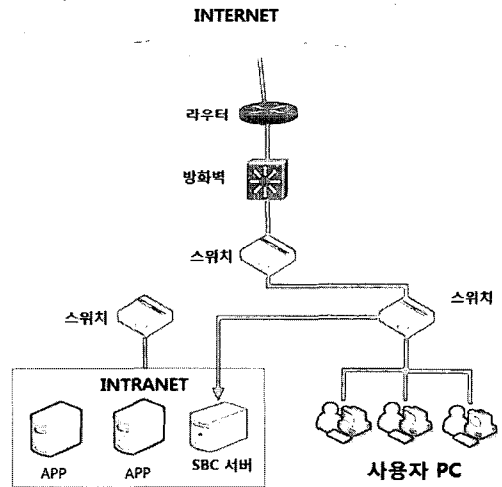 INTERNET
라우터
방화벽
스위치
스위치
스위치
INTRANET
APP
APP
SBC 서버
사용자 PC